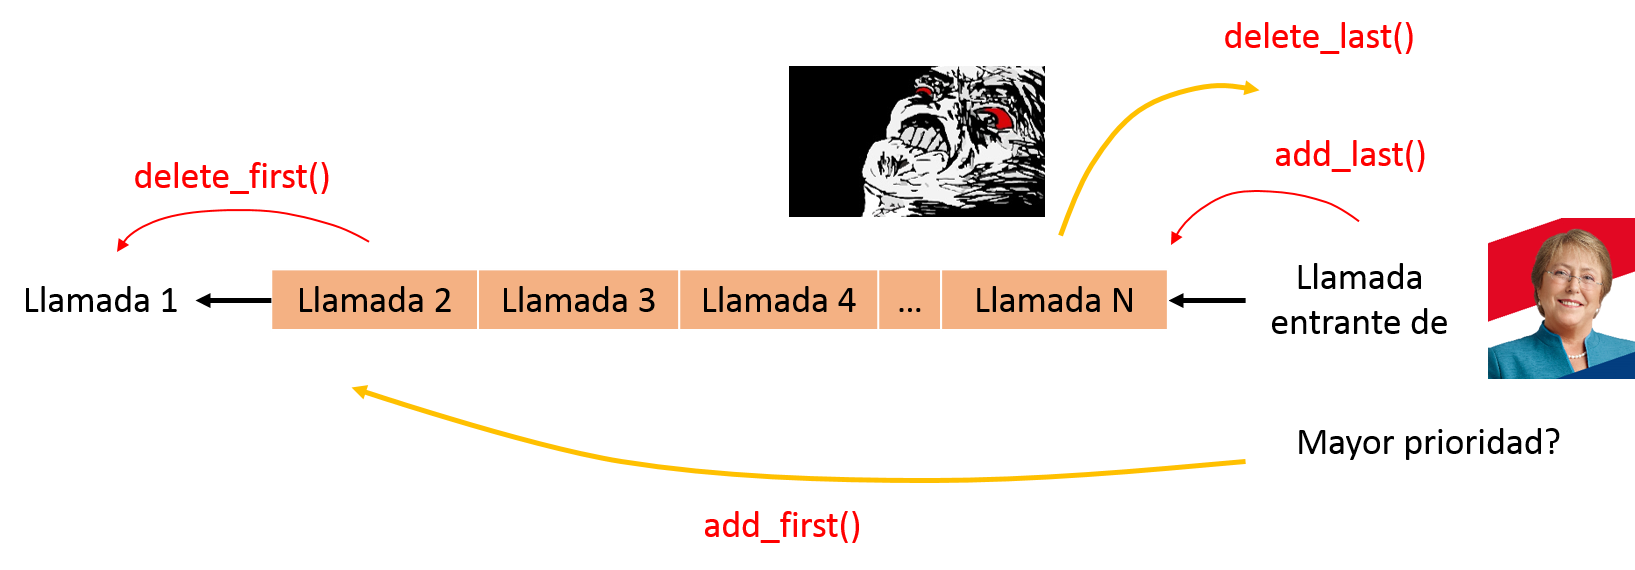 delete_last()
add_last()
delete_first()
Llamada 1
Llamada 2
Llamada 3
Llamada 4
...
Llamada N
Llamada
entrante de
Mayor prioridad?
add_first()